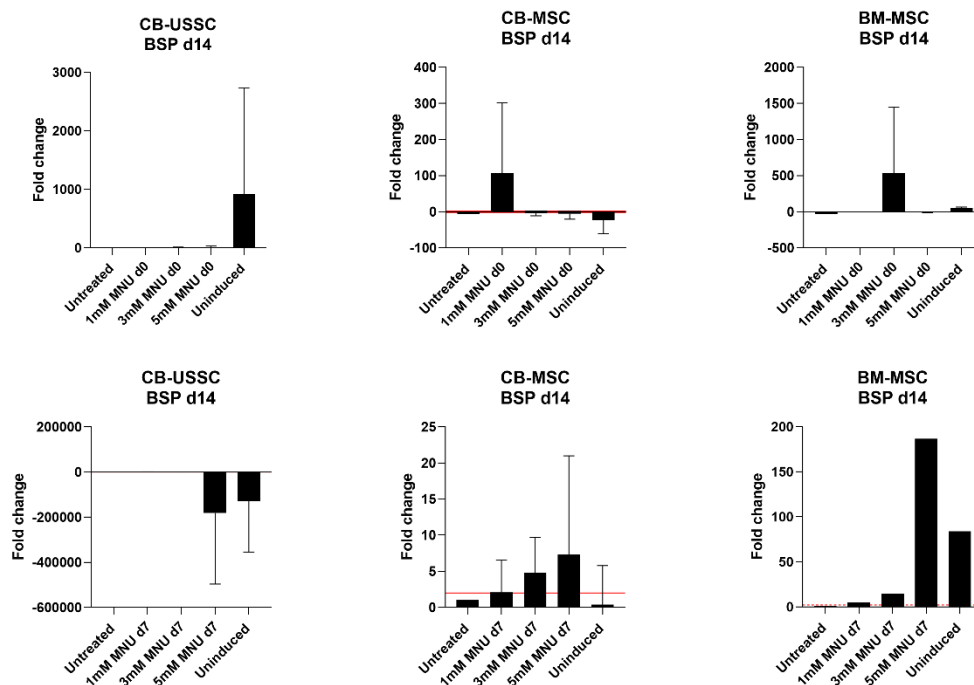 CB-USSC
BSP d14
Fold change
3000
2000
1000
0
Untreated
1mM MNU d0
3mM MNU d0
5mM MNU d0
Uninduced
CB-MSC
BSP d14
Fold change
400
300
200
100
0
-100
Untreated
1mM MNU d0
3mM MNU d0
5mM MNU d0
Uninduced
BM-MSC
BSP d14
Fold change
2000
1500
1000
500
0
-500
Untreated
1mM MNU d0
3mM MNU d0
5mM MNU d0
Uninduced
CB-USSC
BSP d14
Fold change
200000
0
-200000
-400000
-600000
Untreated
1mM MNU d7
3mM MNU d7
5mM MNU d7
Uninduced
CB-MSC
BSP d14
Fold change
25
20
15
10
5
0
Untreated
1mM MNU d7
3mM MNU d7
5mM MNU d7
Uninduced
BM-MSC
BSP d14
Fold change
200
150
100
50
0
Untreated
1mM MNU d7
3mM MNU d7
5mM MNU d7
Uninduced